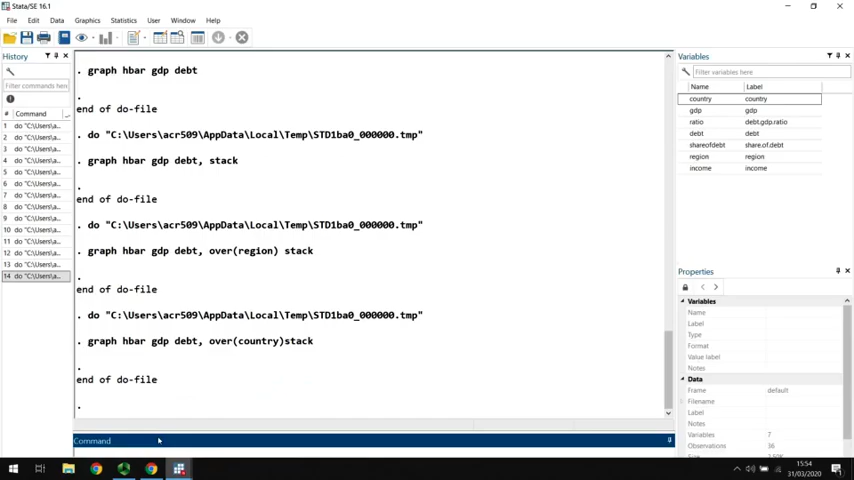 Stata/SE 16.1
File Edit Data Graphics Statistics User Window Help
History
Filter commands here
# Command
1 do "C:\Users\a...
2 do "C:\Users\a...
3 do "C:\Users\a...
4 do "C:\Users\a...
5 do "C:\Users\a...
6 do "C:\Users\a...
7 do "C:\Users\a...
8 do "C:\Users\a...
9 do "C:\Users\a...
10 do "C:\Users\a...
11 do "C:\Users\a...
12 do "C:\Users\a...
13 do "C:\Users\a...
14 do "C:\Users\a...
. graph hbar gdp debt
.
end of do-file
. do "C:\Users\acr509\AppData\Local\Temp\STD1ba0_000000.tmp"
. graph hbar gdp debt, stack
.
end of do-file
. do "C:\Users\acr509\AppData\Local\Temp\STD1ba0_000000.tmp"
. graph hbar gdp debt, over(region) stack
.
end of do-file
. do "C:\Users\acr509\AppData\Local\Temp\STD1ba0_000000.tmp"
. graph hbar gdp debt, over(country)stack
.
end of do-file
.
Command
Variables
Filter variables here
Name Label
country country
gdp gdp
ratio debt.gdp.ratio
debt debt
shareofdebt share.of.debt
region region
income income
Properties
Variables
Name
Label
Type
Format
Value label
Notes
Data
Frame default
Filename
Label
Notes
Variables 7
Observations 36
15:54
31/03/2020